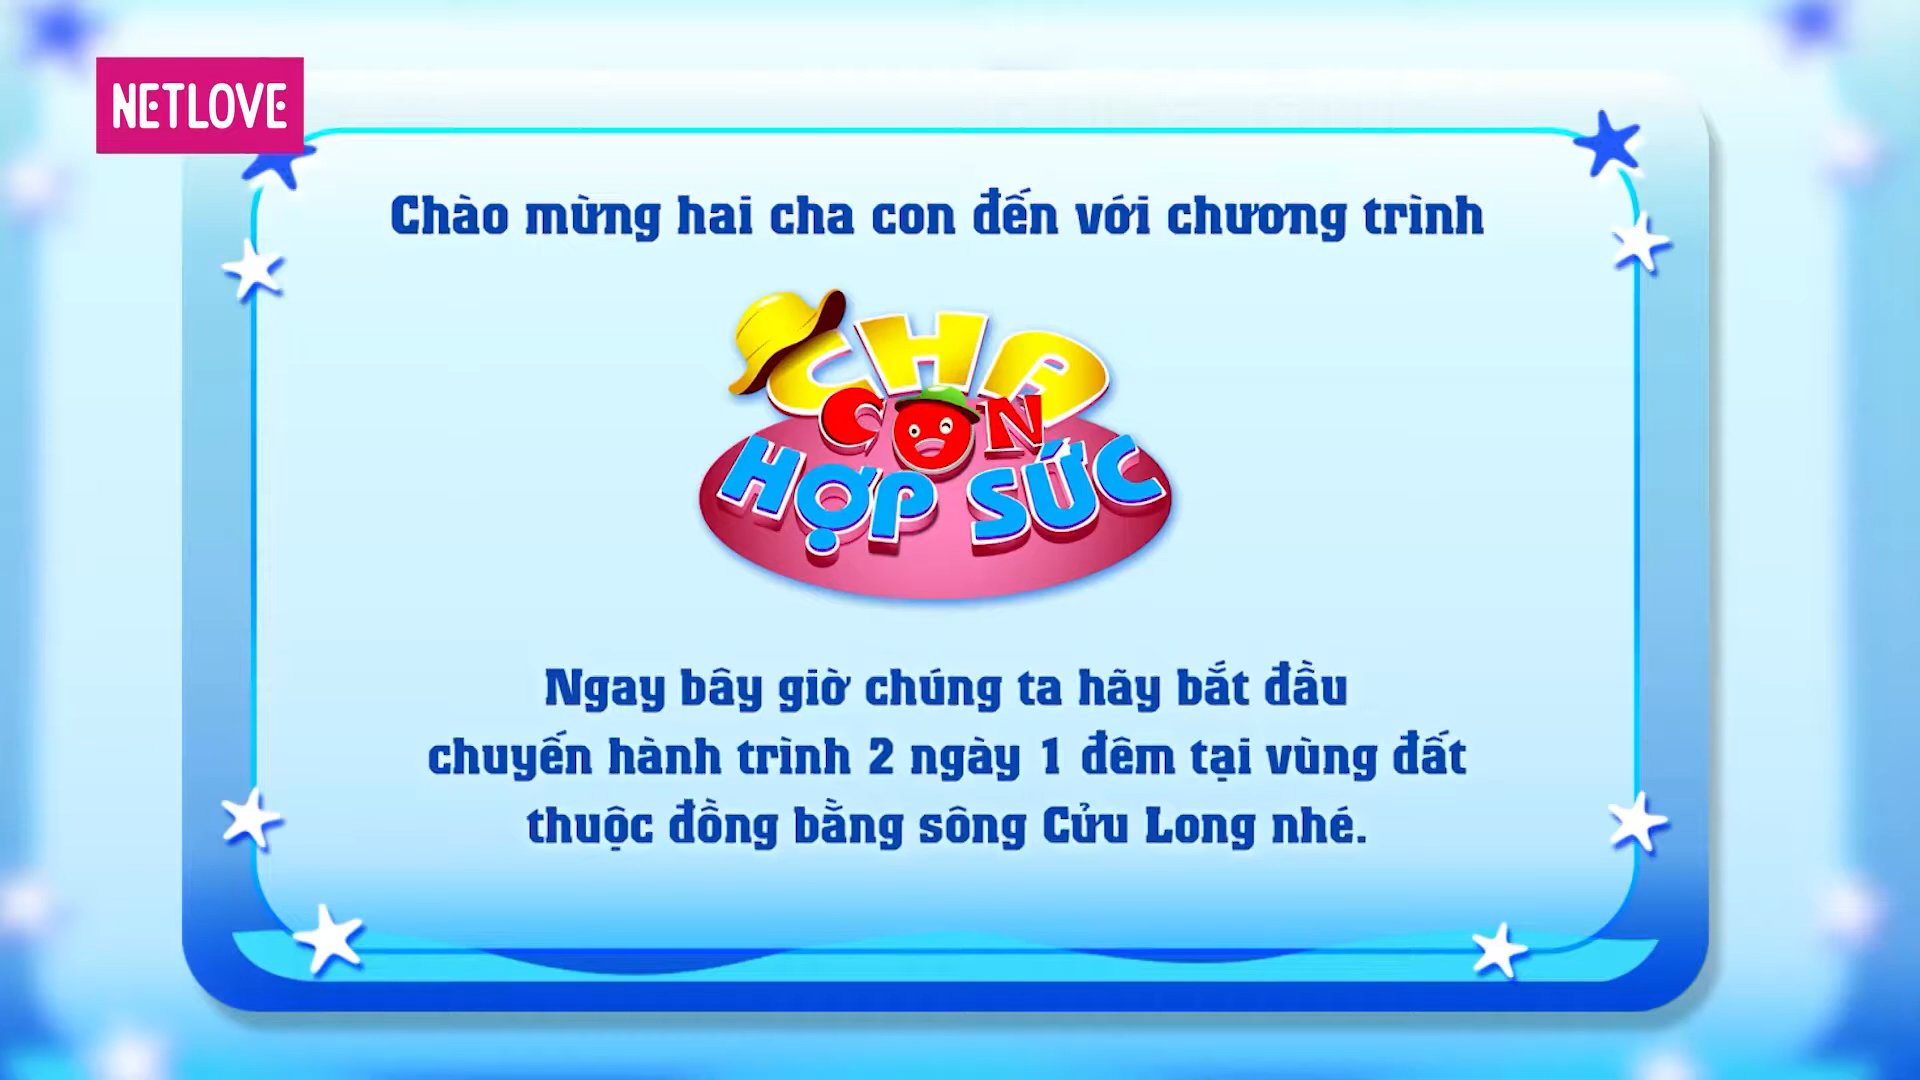 NETLOVE
Chào mừng hai cha con đến với chương trình
CHA
CON
HỢP SỨC
Ngay bây giờ chúng ta hãy bắt đầu
chuyến hành trình 2 ngày 1 đêm tại vùng đất
thuộc đồng bằng sông Cửu Long nhé.